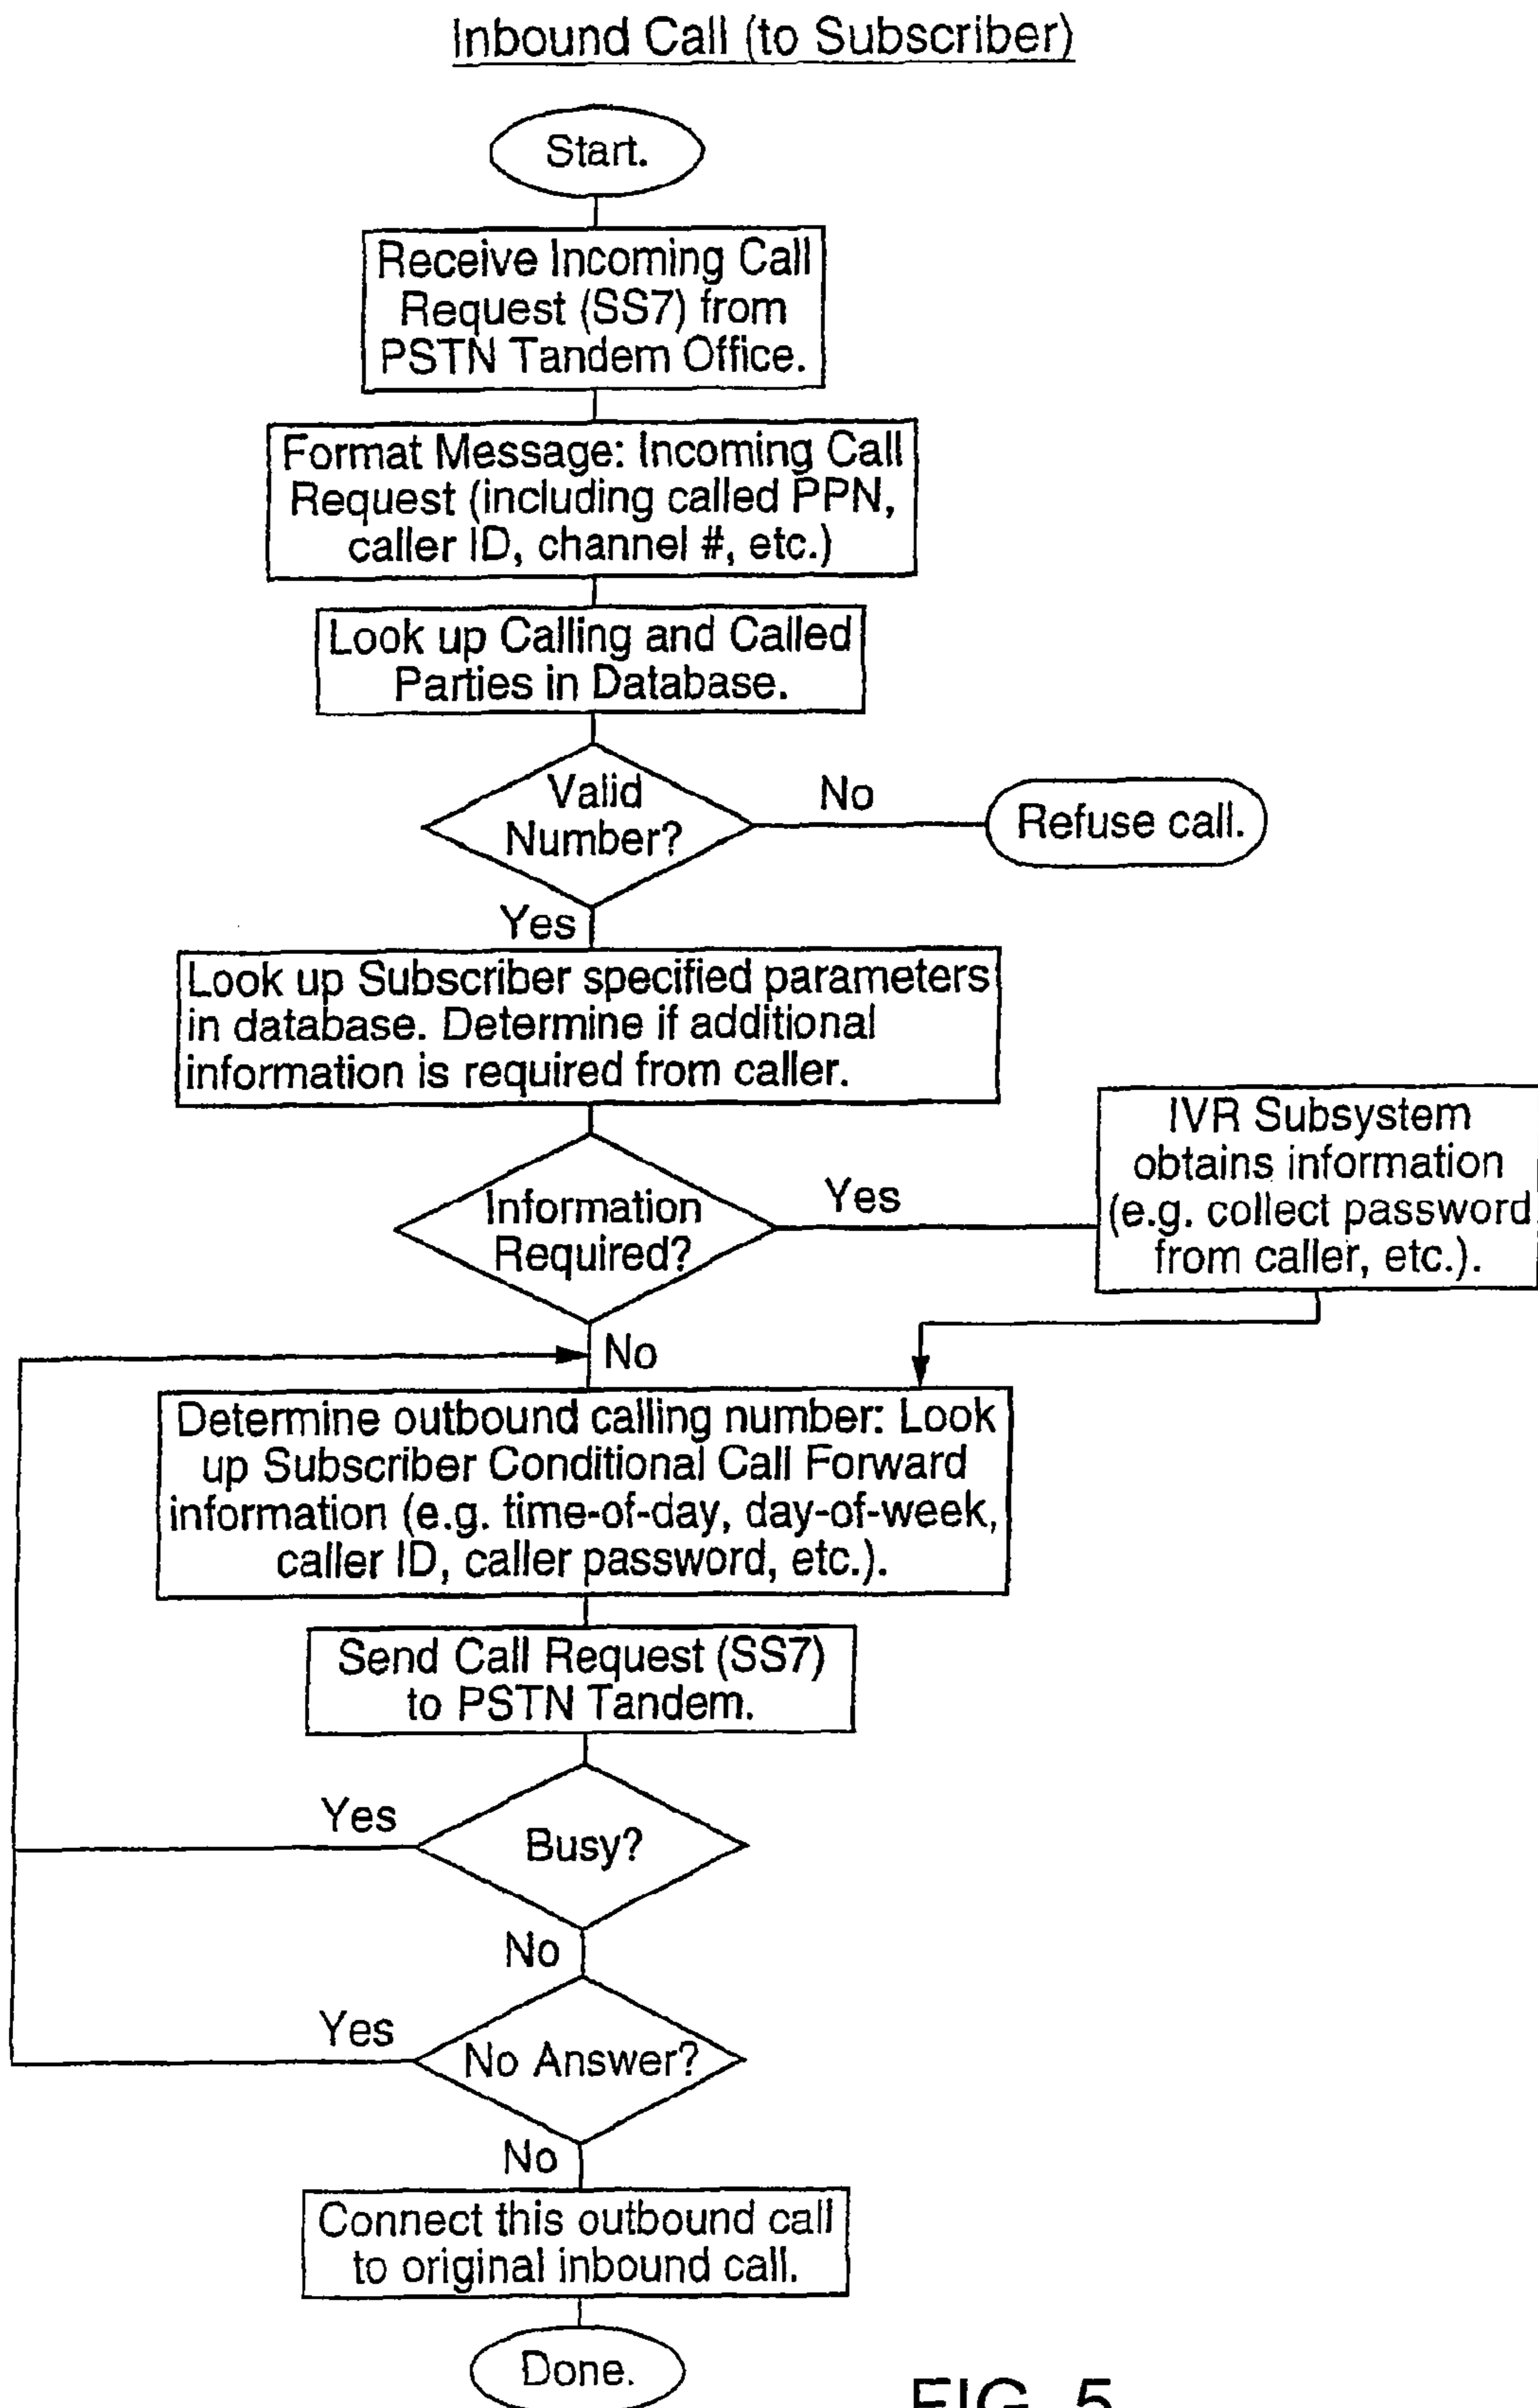 Inbound Call (to Subscriber)
Start.
Receive Incoming Call
Request (SS7) from
PSTN Tandem Office.
Format Message: Incoming Call
Request (including called PPN,
caller ID, channel #, etc.)
Look up Calling and Called
Parties in Database.
Valid
Number?
No
Refuse call.
Yes
Look up Subscriber specified parameters
in database. Determine if additional
information is required from caller.
Information
Required?
Yes
IVR Subsystem
obtains information
(e.g. collect password
from caller, etc.).
No
Determine outbound calling number: Look
up Subscriber Conditional Call Forward
information (e.g. time-of-day, day-of-week,
caller ID, caller password, etc.).
Send Call Request (SS7)
to PSTN Tandem.
Busy?
Yes
No
No Answer?
Yes
No
Connect this outbound call
to original inbound call.
Done.
FIG. 5